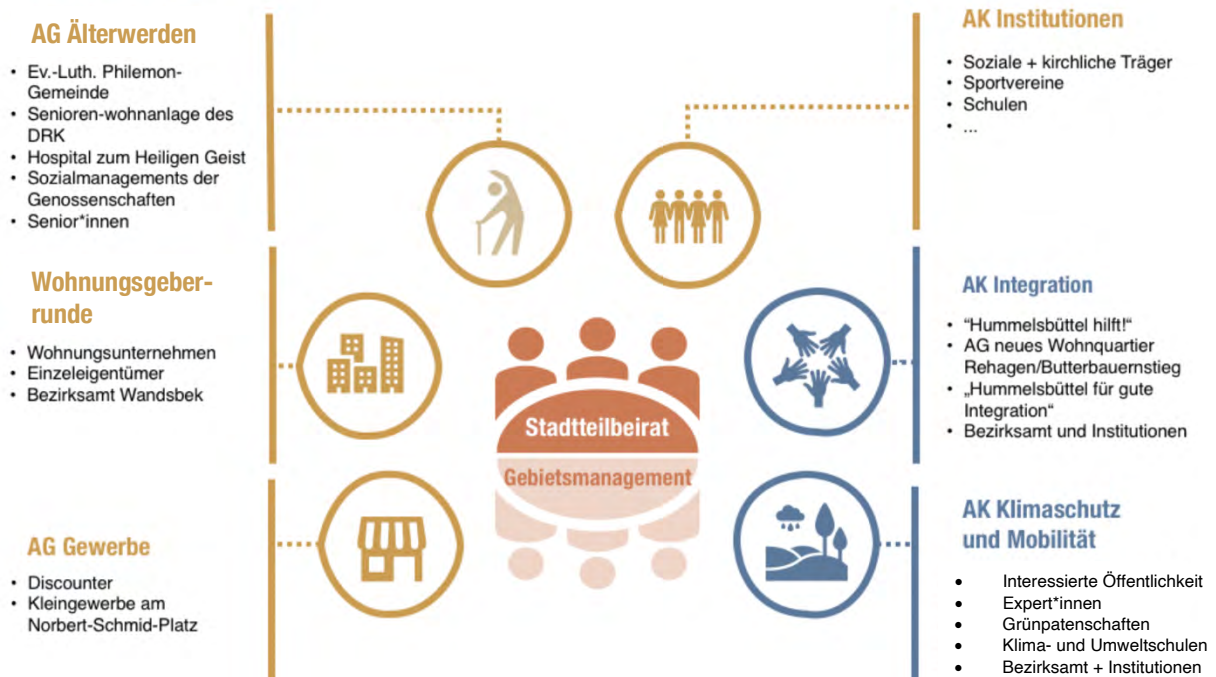 AG Älterwerden
• Ev.-Luth. Philemon-
Gemeinde
• Senioren-wohnanlage des
DRK
• Hospital zum Heiligen Geist
• Sozialmanagements der
Genossenschaften
• Senior*innen
Wohnungsgeber-
runde
• Wohnungsunternehmen
• Einzeleigentümer
• Bezirksamt Wandsbek
AG Gewerbe
• Discounter
• Kleingewerbe am
Norbert-Schmid-Platz
Stadtteilbeirat
Gebietsmanagement
AK Institutionen
• Soziale + kirchliche Träger
• Sportvereine
• Schulen
• ...
AK Integration
• "Hummelsbüttel hilft!"
• AG neues Wohnquartier
Rehagen/Butterbauernstieg
• „Hummelsbüttel für gute
Integration“
• Bezirksamt und Institutionen
AK Klimaschutz
und Mobilität
• Interessierte Öffentlichkeit
• Expert*innen
• Grünpatenschaften
• Klima- und Umweltschulen
• Bezirksamt + Institutionen